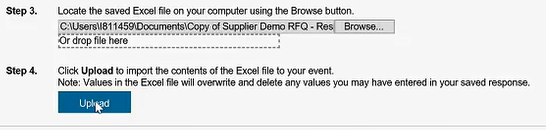 Step 3. Locate the saved Excel file on your computer using the Browse button.
C:\Users\I811459\Documents\Copy of Supplier Demo RFQ - Res Browse...
Or drop file here
Step 4. Click Upload to import the contents of the Excel file to your event.
Note: Values in the Excel file will overwrite and delete any values you may have entered in your saved response.
Upload